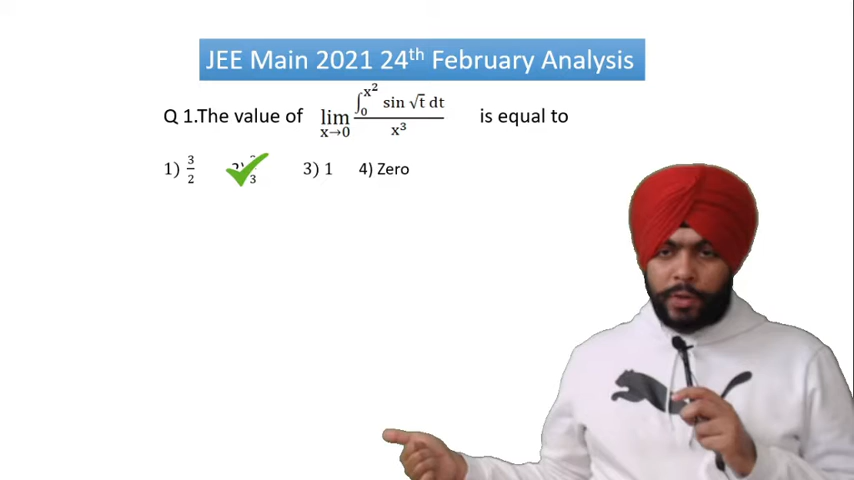 JEE Main 2021 24th February Analysis
Q 1.The value of lim x→0 ∫₀^x² sin √t dt / x³ is equal to
1) 3/2 3) 1 4) Zero